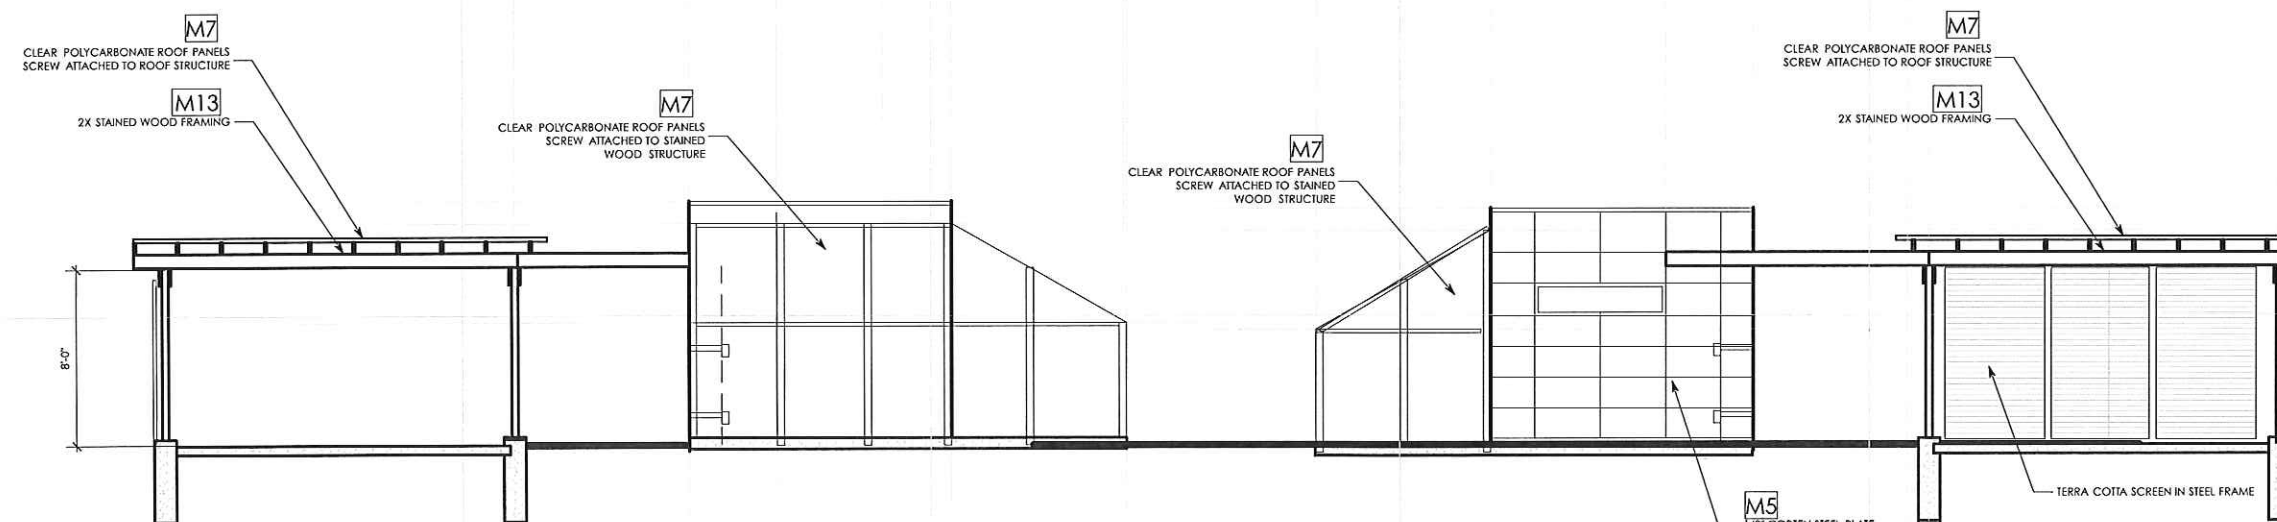 M7
CLEAR POLYCARBONATE ROOF PANELS
SCREW ATTACHED TO ROOF STRUCTURE
M13
2X STAINED WOOD FRAMING
M7
CLEAR POLYCARBONATE ROOF PANELS
SCREW ATTACHED TO STAINED
WOOD STRUCTURE
M7
CLEAR POLYCARBONATE ROOF PANELS
SCREW ATTACHED TO STAINED
WOOD STRUCTURE
M7
CLEAR POLYCARBONATE ROOF PANELS
SCREW ATTACHED TO ROOF STRUCTURE
M13
2X STAINED WOOD FRAMING
8'-0"
TERRA COTTA SCREEN IN STEEL FRAME
M5